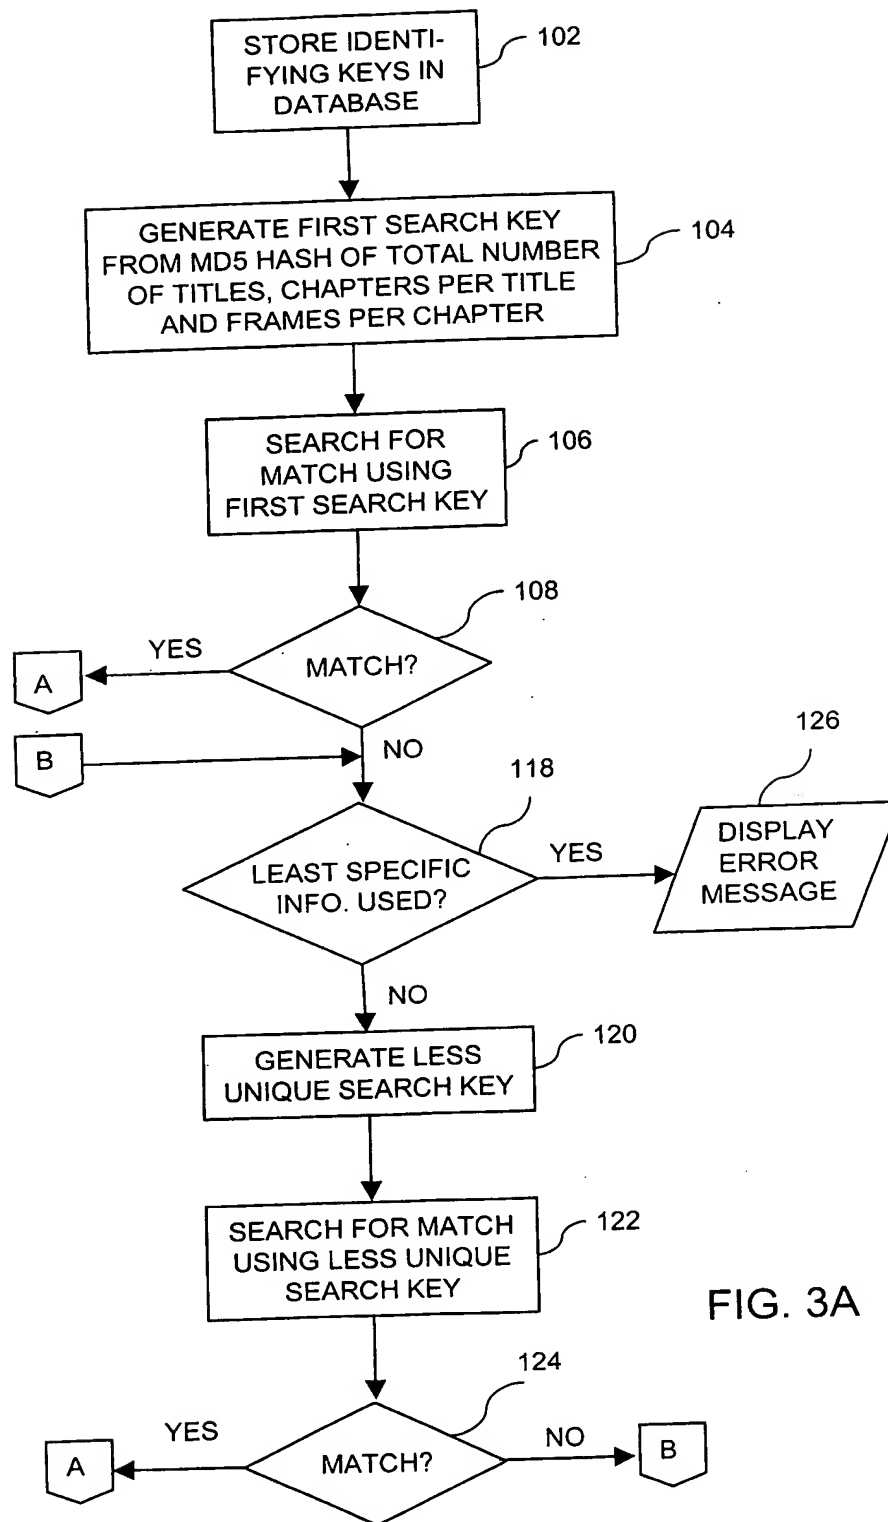 STORE IDENTI-
FYING KEYS IN
DATABASE
102
GENERATE FIRST SEARCH KEY
FROM MD5 HASH OF TOTAL NUMBER
OF TITLES, CHAPTERS PER TITLE
AND FRAMES PER CHAPTER
104
SEARCH FOR
MATCH USING
FIRST SEARCH KEY
106
108
YES
MATCH?
A
B
NO
126
118
DISPLAY
ERROR
MESSAGE
YES
LEAST SPECIFIC
INFO. USED?
NO
120
GENERATE LESS
UNIQUE SEARCH KEY
SEARCH FOR MATCH
USING LESS UNIQUE
SEARCH KEY
122
FIG. 3A
124
YES
NO
A
MATCH?
B